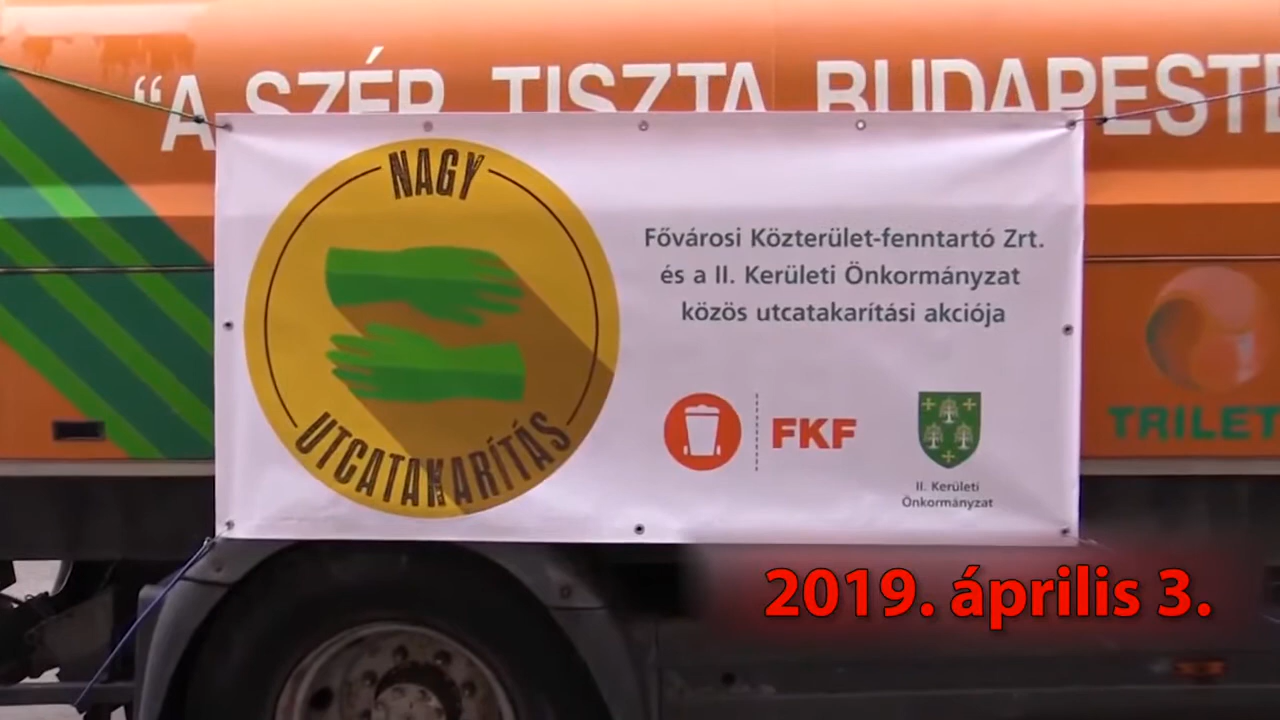 “A SZÉP, TISZTA BUDAPESTÉ
NAGY
UTCATAKARÍTÁS
Fővárosi Közterület-fenntartó Zrt.
és a II. Kerületi Önkormányzat
közös utcatakarítási akciója
FKF
II. Kerületi
Önkormányzat
TRILET
2019. április 3.